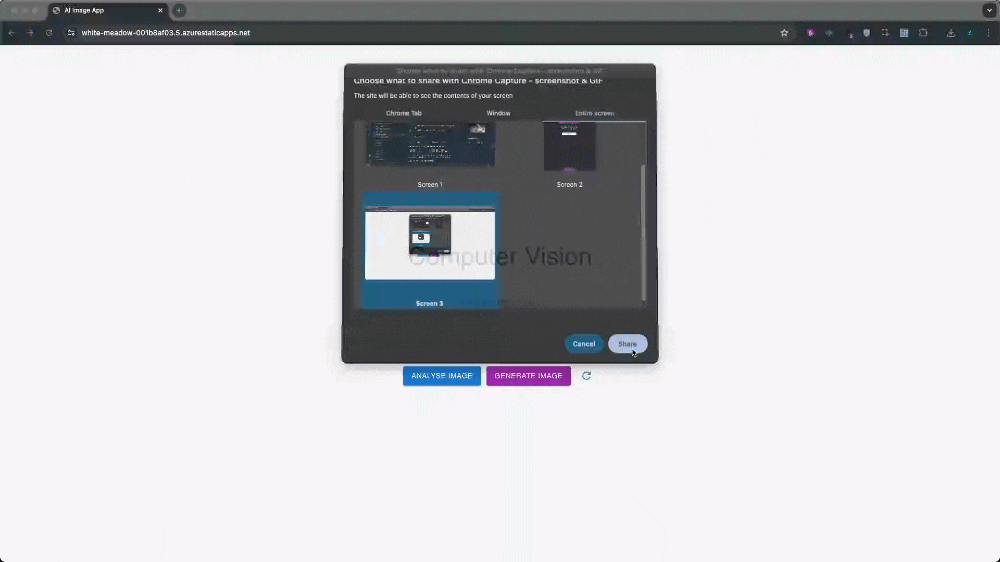 AI Image App
white-meadow-001b8af03.5.azurestaticapps.net
Choose what to share with Chrome Capture - screenshot & GIF
The site will be able to see the contents of your screen
Chrome Tab Window Entire screen
Screen 1 Screen 2
Computer Vision
Screen 3
Cancel Share
ANALYSE IMAGE GENERATE IMAGE